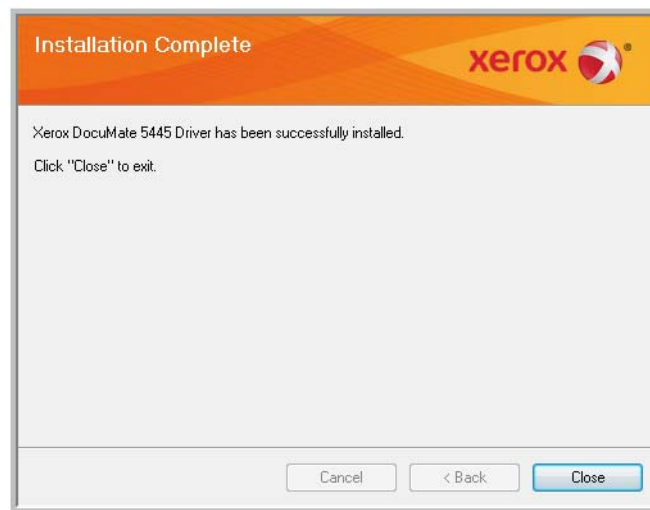 Installation Complete
xerox
Xerox DocuMate 5445 Driver has been successfully installed.
Click "Close" to exit.
Cancel
< Back
Close